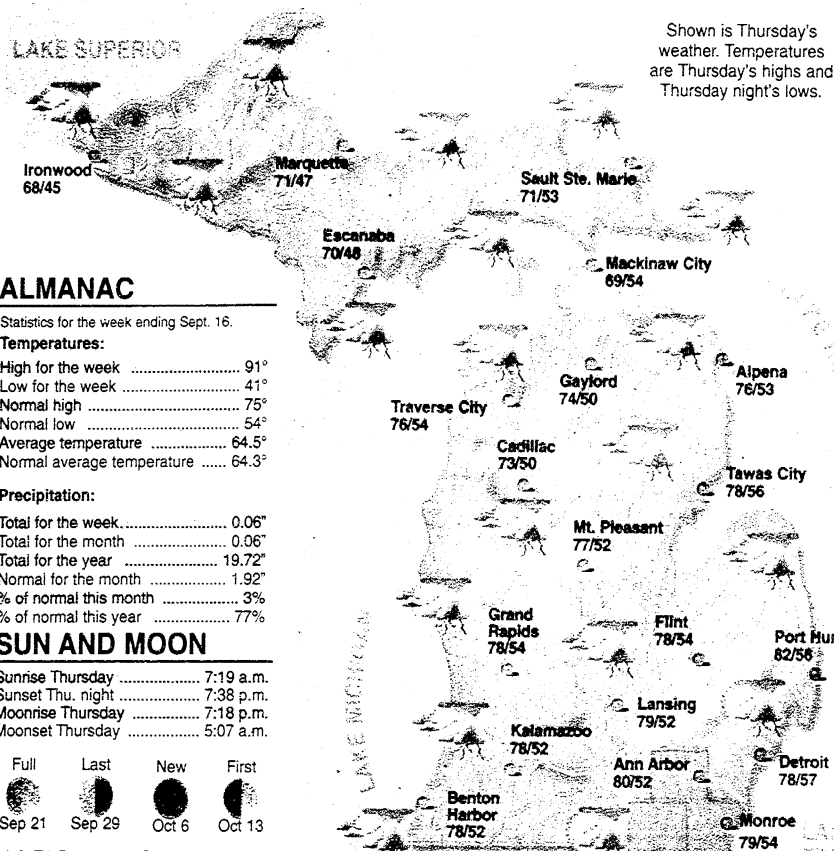 Shown is Thursday's
weather. Temperatures
are Thursday's highs and
Thursday night's lows.
LAKE SUPERIOR
Ironwood
68/45
Marquette
71/47
Sault Ste. Marie
71/53
Escanaba
70/48
Mackinaw City
69/54
Gaylord
74/50
Alpena
76/53
Traverse City
76/54
Cadillac
73/50
Tawas City
78/56
Mt. Pleasant
77/52
Grand
Rapids
78/54
Flint
78/54
Port Hur
82/56
LAKE MICHIGAN
Lansing
79/52
Kalamazoo
78/52
Ann Arbor
80/52
Detroit
78/57
Benton
Harbor
78/52
Monroe
79/54
ALMANAC
Statistics for the week ending Sept. 16.
Temperatures:
High for the week .......................... 91°
Low for the week ............................ 41°
Normal high ................................... 75°
Normal low .................................... 54°
Average temperature .................. 64.5°
Normal average temperature ...... 64.3°
Precipitation:
Total for the week......................... 0.06"
Total for the month ....................... 0.06"
Total for the year ........................ 19.72"
Normal for the month .................. 1.92"
% of normal this month .................. 3%
% of normal this year ................... 77%
SUN AND MOON
Sunrise Thursday .................. 7:19 a.m.
Sunset Thu. night .................. 7:38 p.m.
Moonrise Thursday ............... 7:18 p.m.
Moonset Thursday ................ 5:07 a.m.
Full Last New First
Sep 21 Sep 29 Oct 6 Oct 13